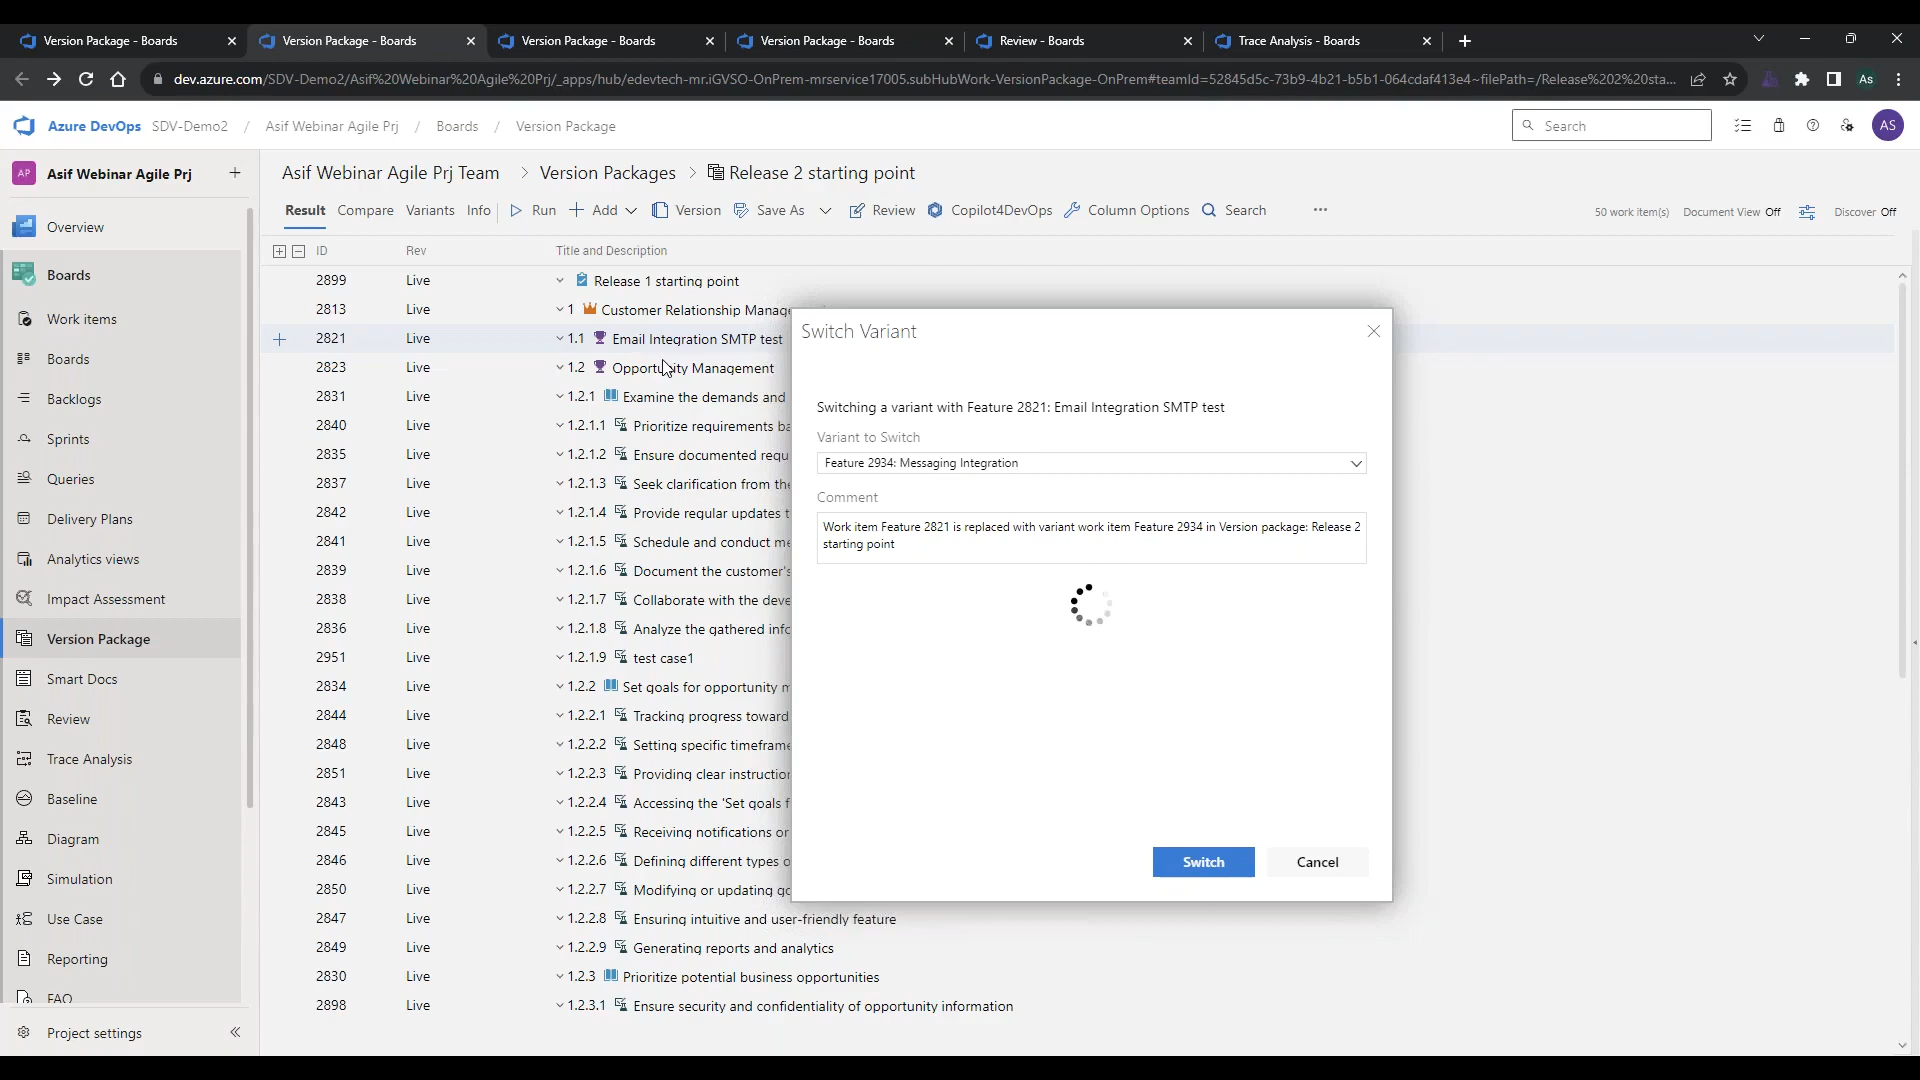 Version Package - Boards
Version Package - Boards
Version Package - Boards
Version Package - Boards
Review - Boards
Trace Analysis - Boards
dev.azure.com/SDV-Demo2/Asif%20Webinar%20Agile%20Prj/_apps/hub/edevtech-mr.iGVSO-OnPrem-mrservice17005.subHubWork-VersionPackage-OnPrem#teamId=52845d5c-73b9-4b21-b5b1-064cdaf413e4~filePath=/Release%202%20sta...
As
Azure DevOps SDV-Demo2 / Asif Webinar Agile Prj / Boards / Version Package
Search
AS
AP Asif Webinar Agile Prj
Overview
Boards
Work items
Boards
Backlogs
Sprints
Queries
Delivery Plans
Analytics views
Impact Assessment
Version Package
Smart Docs
Review
Trace Analysis
Baseline
Diagram
Simulation
Use Case
Reporting
FAQ
Project settings
Asif Webinar Agile Prj Team > Version Packages > Release 2 starting point
Result Compare Variants Info Run Add Version Save As Review Copilot4DevOps Column Options Search ...
50 work item(s) Document View Off Discover Off
ID Rev Title and Description
2899 Live Release 1 starting point
2813 Live 1 Customer Relationship Manage
2821 Live 1.1 Email Integration SMTP test
2823 Live 1.2 Opportunity Management
2831 Live 1.2.1 Examine the demands and
2840 Live 1.2.1.1 Prioritize requirements ba
2835 Live 1.2.1.2 Ensure documented requ
2837 Live 1.2.1.3 Seek clarification from the
2842 Live 1.2.1.4 Provide regular updates t
2841 Live 1.2.1.5 Schedule and conduct me
2839 Live 1.2.1.6 Document the customer's
2838 Live 1.2.1.7 Collaborate with the deve
2836 Live 1.2.1.8 Analyze the gathered info
2951 Live 1.2.1.9 test case1
2834 Live 1.2.2 Set goals for opportunity m
2844 Live 1.2.2.1 Tracking progress toward
2848 Live 1.2.2.2 Setting specific timeframe
2851 Live 1.2.2.3 Providing clear instruction
2843 Live 1.2.2.4 Accessing the 'Set goals f
2845 Live 1.2.2.5 Receiving notifications or
2846 Live 1.2.2.6 Defining different types o
2850 Live 1.2.2.7 Modifying or updating go
2847 Live 1.2.2.8 Ensuring intuitive and user-friendly feature
2849 Live 1.2.2.9 Generating reports and analytics
2830 Live 1.2.3 Prioritize potential business opportunities
2898 Live 1.2.3.1 Ensure security and confidentiality of opportunity information
Switch Variant
Switching a variant with Feature 2821: Email Integration SMTP test
Variant to Switch
Feature 2934: Messaging Integration
Comment
Work item Feature 2821 is replaced with variant work item Feature 2934 in Version package: Release 2
starting point
Switch
Cancel